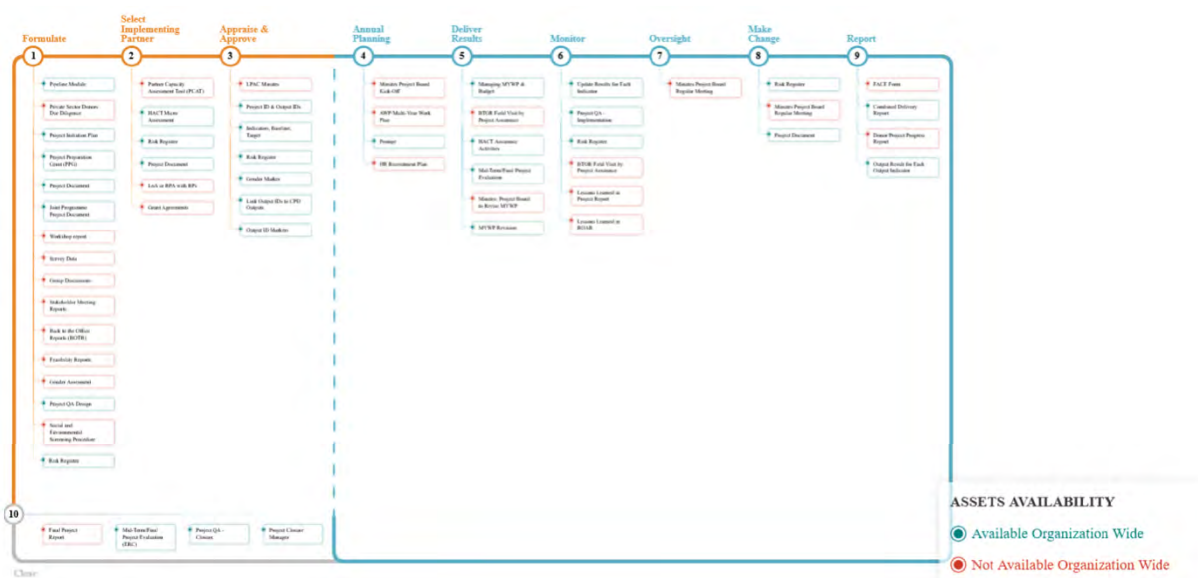 Formulate
Select
Implementing
Partner
Appraise &
Approve
Annual
Planning
Deliver
Results
Monitor
Oversight
Make
Change
Report
1
2
3
4
5
6
7
8
9
Pipeline Module
Private Sector Donors
Due Diligence
Project Initiation Plan
Project Preparation
Grant (PPG)
Project Document
Joint Programme
Project Document
Workshop report
Survey Data
Group Discussions
Stakeholder Meeting
Reports
Back to the Office
Reports (BOTR)
Feasibility Reports
Gender Assessment
Project QA Design
Social and
Environmental
Screening Procedure
Risk Register
Partner Capacity
Assessment Tool (PCAT)
HACT Micro
Assessment
Risk Register
Project Document
LoA or RPA with RPs
Grant Agreements
LPAC Minutes
Project ID & Output IDs
Indicators, Baseline,
Target
Risk Register
Gender Marker
Link Output IDs to CPD
Outputs
Output ID Markers
Minutes Project Board
Kick-Off
AWP Multi-Year Work
Plan
Prompt
HR Recruitment Plan
Managing MYWP &
Budget
BTOR Field Visit by
Project Assurance
HACT Assurance
Activities
Mid-Term/Final Project
Evaluation
Minutes: Project Board
to Revise MYWP
MYWP Revision
Update Results for Each
Indicator
Project QA -
Implementation
Risk Register
BTOR Field Visit by
Project Assurance
Lessons Learned in
Project Report
Lessons Learned in
ROAR
Minutes Project Board
Regular Meeting
Risk Register
Minutes Project Board
Regular Meeting
Project Document
FACE Form
Combined Delivery
Report
Donor Project Progress
Report
Output Result for Each
Output Indicator
10
Final Project
Report
Mid-Term/Final
Project Evaluation
(ERC)
Project QA -
Closure
Project Closure
Manager
Close
ASSETS AVAILABILITY
Available Organization Wide
Not Available Organization Wide